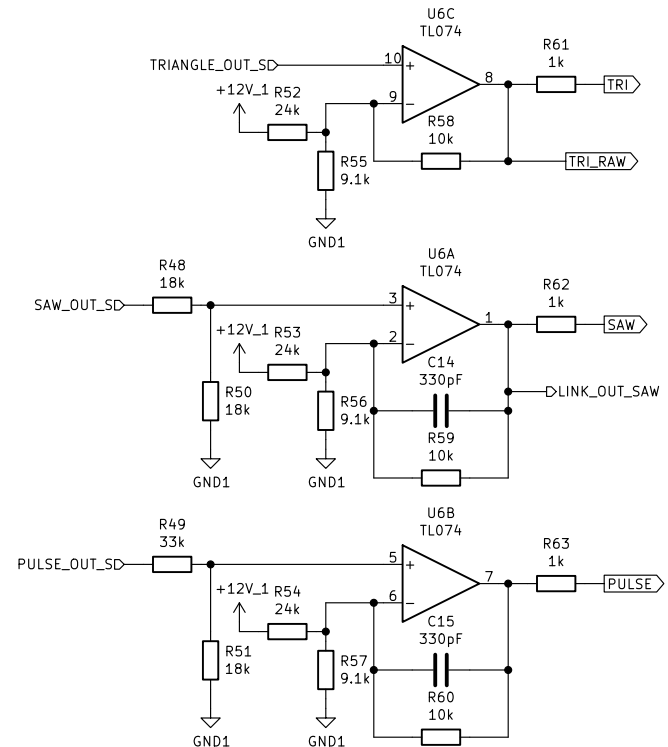 U6C
TL074
TRIANGLE_OUT_S
10
+
8
R61
1k
TRI
+12V_1
R52
24k
9
-
R58
10k
R55
9.1k
TRI_RAW
GND1
U6A
TL074
R48
18k
SAW_OUT_S
3
+
1
R62
1k
SAW
+12V_1
R53
24k
2
-
C14
330pF
R50
18k
R56
9.1k
LINK_OUT_SAW
R59
10k
GND1
GND1
U6B
TL074
R49
33k
PULSE_OUT_S
5
+
7
R63
1k
PULSE
+12V_1
R54
24k
6
-
C15
330pF
R51
18k
R57
9.1k
R60
10k
GND1
GND1